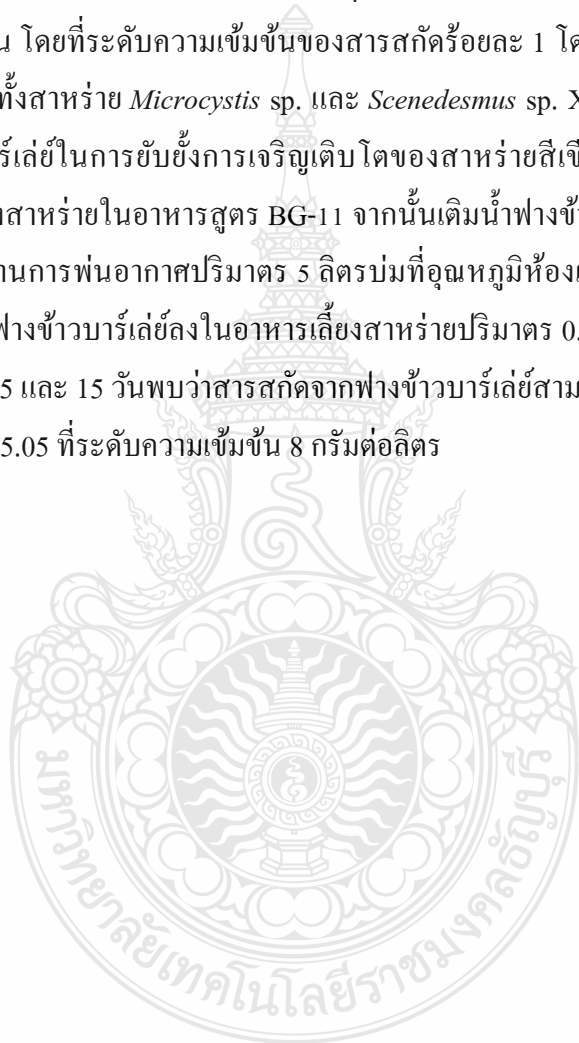 น โดยที่ระดับความเข้มข้นของสารสกัดร้อยละ 1 โด
ทั้งสาหร่าย Microcystis sp. และ Scenedesmus sp. X
ร์เล่ย์ในการยับยั้งการเจริญเติบโตของสาหร่ายสีเขี
งสาหร่ายในอาหารสูตร BG-11 จากนั้นเติมน้ำฟางข้า
านการพ่นอากาศปริมาตร 5 ลิตรบ่มที่อุณหภูมิห้องเ
ฟางข้าวบาร์เล่ย์ลงในอาหารเลี้ยงสาหร่ายปริมาตร 0.
5 และ 15 วันพบว่าสารสกัดจากฟางข้าวบาร์เล่ย์สาม
5.05 ที่ระดับความเข้มข้น 8 กรัมต่อลิตร
มหาวิทยาลัยเทคโนโลยีราชมงคลธัญบุรี